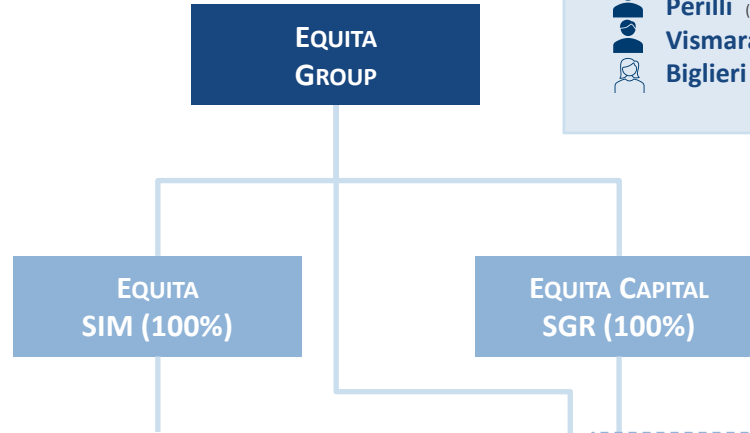 EQUITA
GROUP
Perilli (
Vismara
Biglieri
EQUITA
SIM (100%)
EQUITA CAPITAL
SGR (100%)